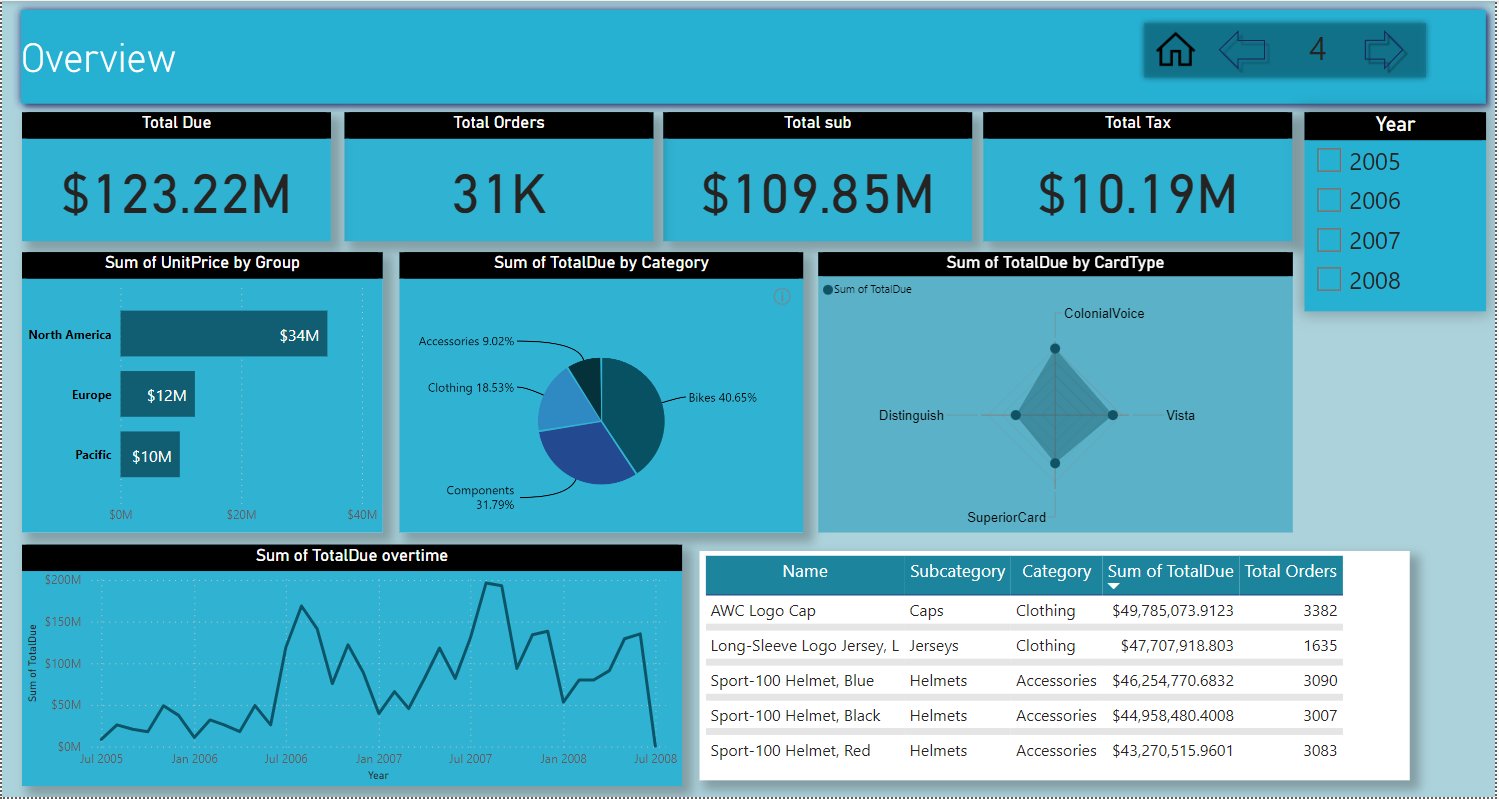 Overview
4
Total Due
$123.22M
Total Orders
31K
Total sub
$109.85M
Total Tax
$10.19M
Year
2005
2006
2007
2008
Sum of UnitPrice by Group
North America
$34M
Europe
$12M
Pacific
$10M
$0M $20M $40M
Sum of TotalDue by Category
Accessories 9.02%
Clothing 18.53%
Bikes 40.65%
Components
31.79%
Sum of TotalDue by CardType
Sum of TotalDue
ColonialVoice
Distinguish
Vista
SuperiorCard
Sum of TotalDue overtime
Sum of TotalDue
$200M
$150M
$100M
$50M
$0M
Jul 2005 Jan 2006 Jul 2006 Jan 2007 Jul 2007 Jan 2008 Jul 2008
Year
Name Subcategory Category Sum of TotalDue Total Orders
AWC Logo Cap Caps Clothing $49,785,073.9123 3382
Long-Sleeve Logo Jersey, L Jerseys Clothing $47,707,918.803 1635
Sport-100 Helmet, Blue Helmets Accessories $46,254,770.6832 3090
Sport-100 Helmet, Black Helmets Accessories $44,958,480.4008 3007
Sport-100 Helmet, Red Helmets Accessories $43,270,515.9601 3083